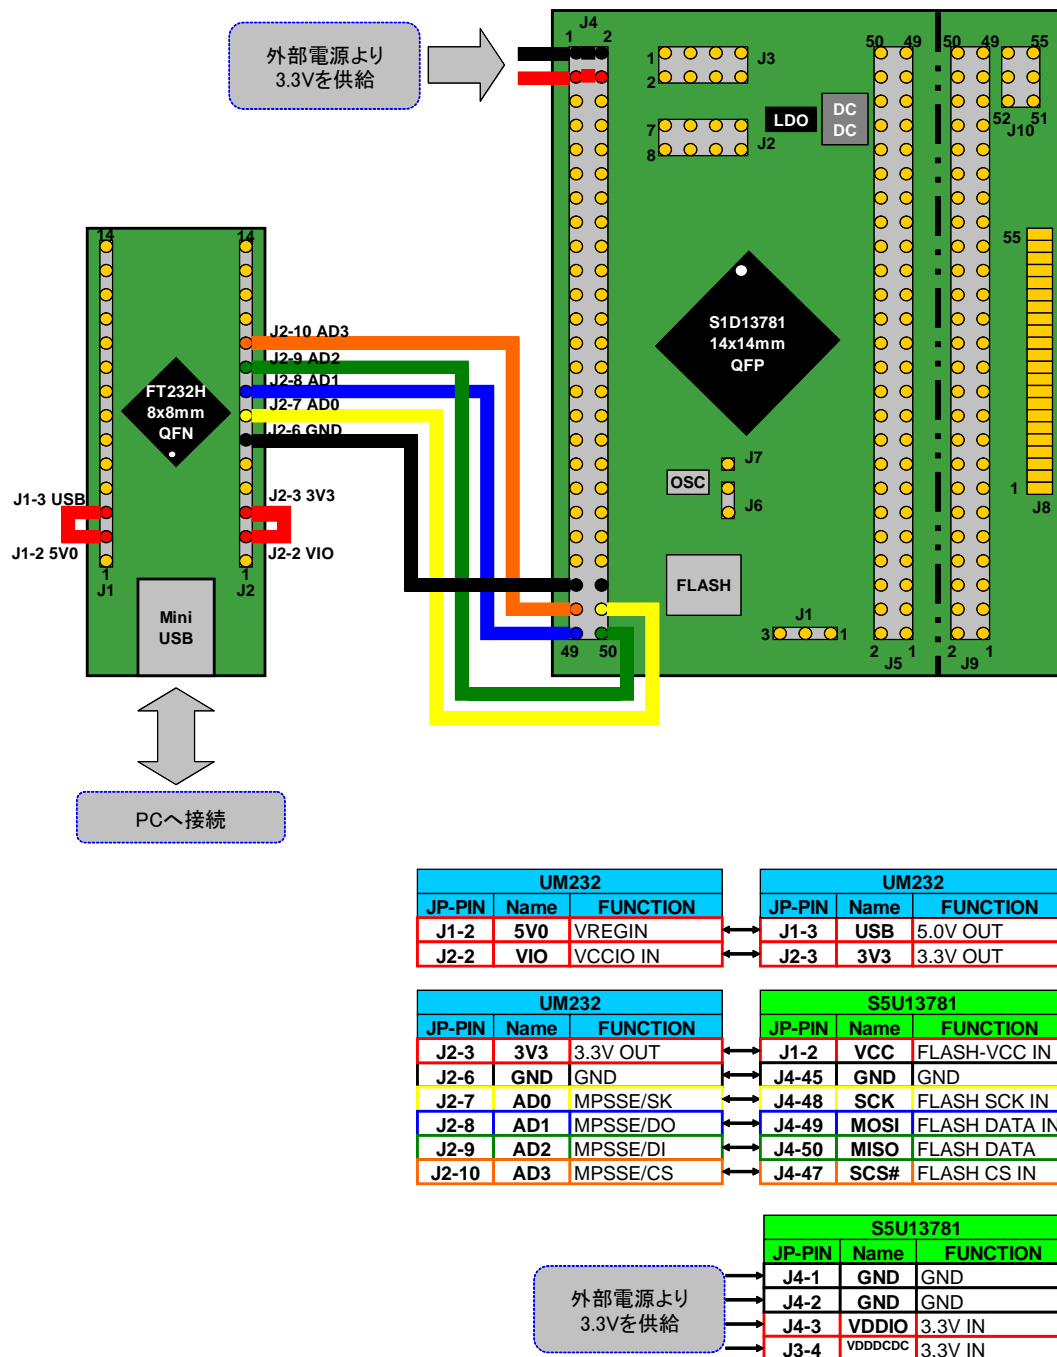 外部電源より
3.3Vを供給
J4
1 2
1
2
J3
7
8
J2
LDO
DC
DC
50 49
50 49 55
52 51
J10
14 14
S1D13781
14x14mm
QFP
55
1
J8
J2-10 AD3
J2-9 AD2
J2-8 AD1
J2-7 AD0
J2-6 GND
FT232H
8x8mm
QFN
J1-3 USB
J1-2 5V0
J2-3 3V3
J2-2 VIO
1
J1
1
J2
Mini
USB
OSC
J7
J6
FLASH
J1
3 1
49 50
2 1
J5
2 1
J9
PCへ接続
UM232
JP-PIN Name FUNCTION
J1-2 5V0 VREGIN
J2-2 VIO VCCIO IN
UM232
JP-PIN Name FUNCTION
J1-3 USB 5.0V OUT
J2-3 3V3 3.3V OUT
UM232
JP-PIN Name FUNCTION
J2-3 3V3 3.3V OUT
J2-6 GND GND
J2-7 AD0 MPSSE/SK
J2-8 AD1 MPSSE/DO
J2-9 AD2 MPSSE/DI
J2-10 AD3 MPSSE/CS
S5U13781
JP-PIN Name FUNCTION
J1-2 VCC FLASH-VCC IN
J4-45 GND GND
J4-48 SCK FLASH SCK IN
J4-49 MOSI FLASH DATA IN
J4-50 MISO FLASH DATA
J4-47 SCS# FLASH CS IN
外部電源より
3.3Vを供給
S5U13781
JP-PIN Name FUNCTION
J4-1 GND GND
J4-2 GND GND
J4-3 VDDIO 3.3V IN
J3-4 VDDDCDC 3.3V IN